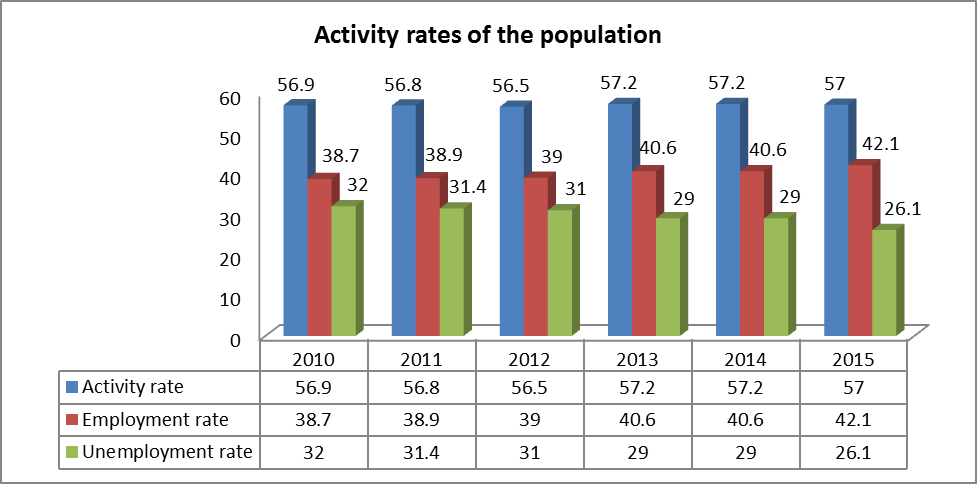 Activity rates of the population
56.9 56.8 56.5 57.2 57.2 57
38.7 38.9 39 40.6 40.6 42.1
32 31.4 31 29 29 26.1
60
50
40
30
20
10
0
2010 2011 2012 2013 2014 2015
Activity rate 56.9 56.8 56.5 57.2 57.2 57
Employment rate 38.7 38.9 39 40.6 40.6 42.1
Unemployment rate 32 31.4 31 29 29 26.1